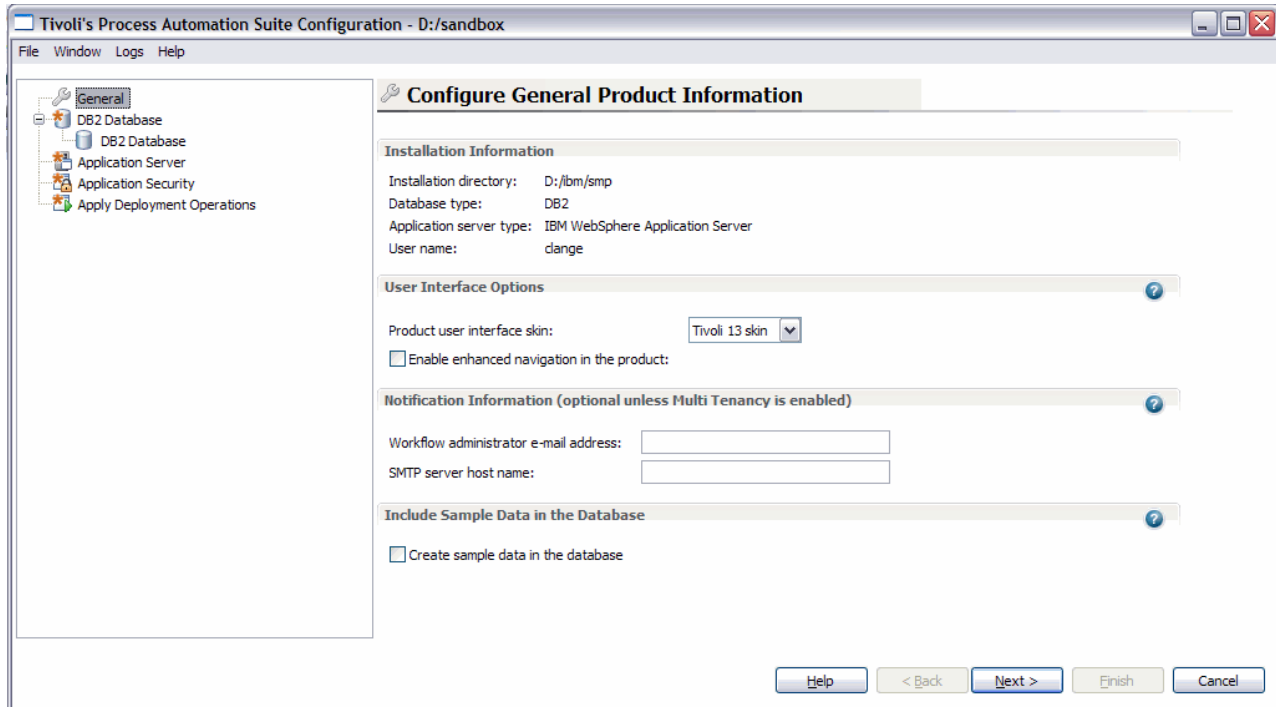 Tivoli's Process Automation Suite Configuration - D:/sandbox
File Window Logs Help
General
DB2 Database
DB2 Database
Application Server
Application Security
Apply Deployment Operations
Configure General Product Information
Installation Information
Installation directory: D:/ibm/smp
Database type: DB2
Application server type: IBM WebSphere Application Server
User name: clange
User Interface Options
Product user interface skin: Tivoli 13 skin
Enable enhanced navigation in the product:
Notification Information (optional unless Multi Tenancy is enabled)
Workflow administrator e-mail address:
SMTP server host name:
Include Sample Data in the Database
Create sample data in the database
Help < Back Next > Finish Cancel